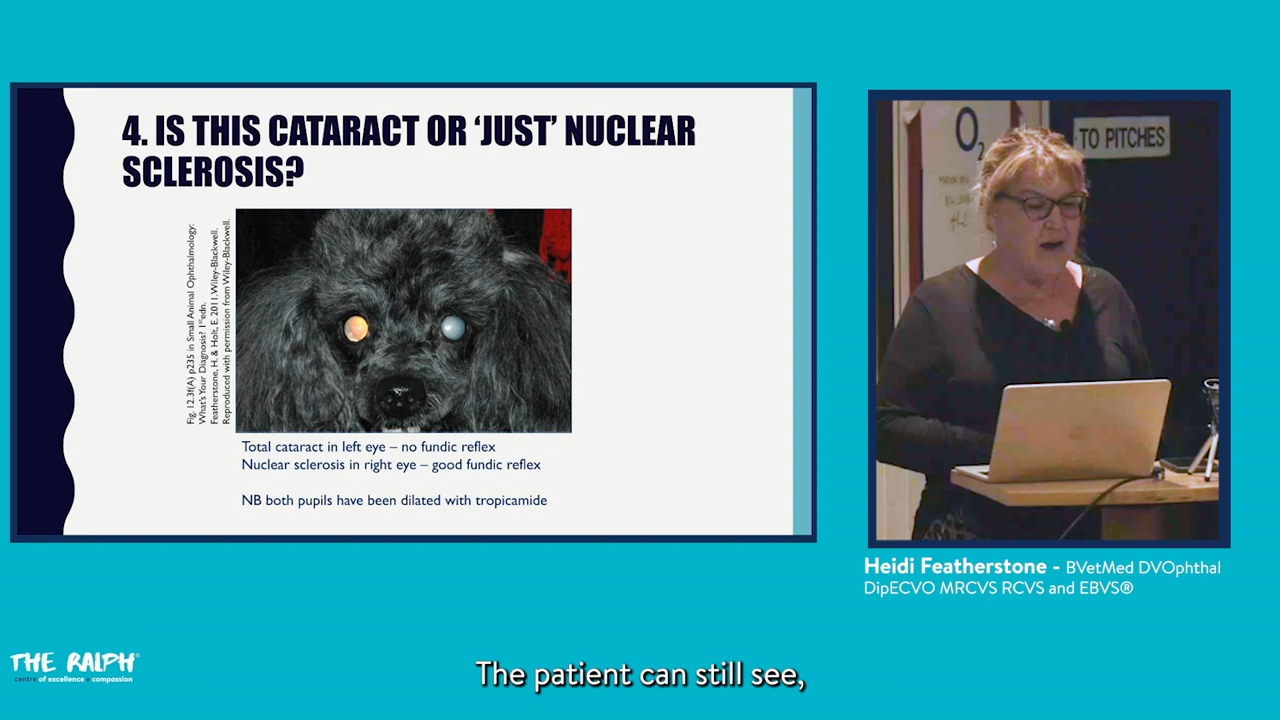 4. IS THIS CATARACT OR ‘JUST’ NUCLEAR
SCLEROSIS?
Fig. 12.3f(A) p235 in Small Animal Ophthalmology:
What's Your Diagnosis? 1st edn.
Featherstone, H. & Holt, E. 2011. Wiley-Blackwell.
Reproduced with permission from Wiley-Blackwell.
Total cataract in left eye – no fundic reflex
Nuclear sclerosis in right eye – good fundic reflex
NB both pupils have been dilated with tropicamide
O2
TO PITCHES
Heidi Featherstone - BVetMed DVOphthal
DipECVO MRCVS RCVS and EBVS®
THE RALPH®
centre of excellence + compassion
The patient can still see,